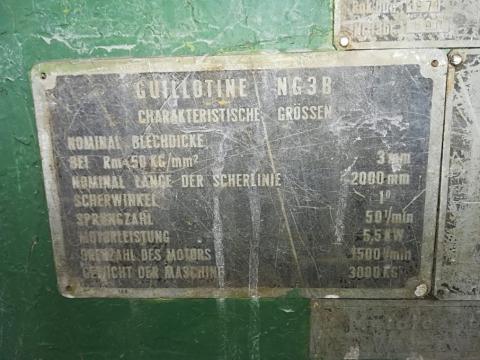 GUILLOTINE NG3B
CHARAKTERISTISCHE GRÖSSEN
NOMINAL BLECHDICKE
BEI Rm=50 KG/mm² 3 mm
NOMINAL LÄNGE DER SCHERLINIE 2000 mm
SCHERWINKEL 1°
SPRUNGZAHL 50 1/min
MOTORLEISTUNG 5,5 KW
DREHZAHL DES MOTORS 1500 1/min
GEWICHT DER MASCHINE 3000 KG